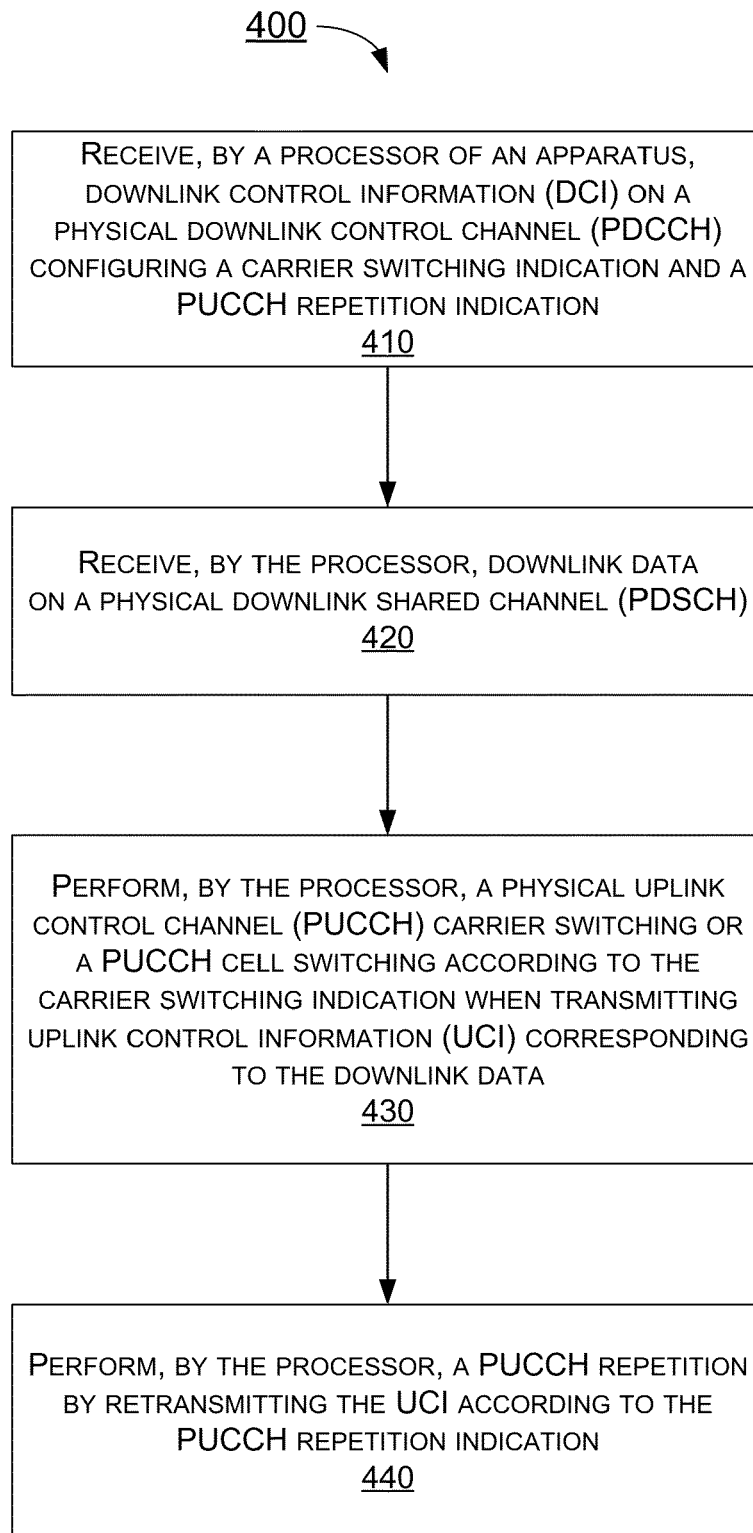 400
RECEIVE, BY A PROCESSOR OF AN APPARATUS,
DOWNLINK CONTROL INFORMATION (DCI) ON A
PHYSICAL DOWNLINK CONTROL CHANNEL (PDCCH)
CONFIGURING A CARRIER SWITCHING INDICATION AND A
PUCCH REPETITION INDICATION
410
RECEIVE, BY THE PROCESSOR, DOWNLINK DATA
ON A PHYSICAL DOWNLINK SHARED CHANNEL (PDSCH)
420
PERFORM, BY THE PROCESSOR, A PHYSICAL UPLINK
CONTROL CHANNEL (PUCCH) CARRIER SWITCHING OR
A PUCCH CELL SWITCHING ACCORDING TO THE
CARRIER SWITCHING INDICATION WHEN TRANSMITTING
UPLINK CONTROL INFORMATION (UCI) CORRESPONDING
TO THE DOWNLINK DATA
430
PERFORM, BY THE PROCESSOR, A PUCCH REPETITION
BY RETRANSMITTING THE UCI ACCORDING TO THE
PUCCH REPETITION INDICATION
440